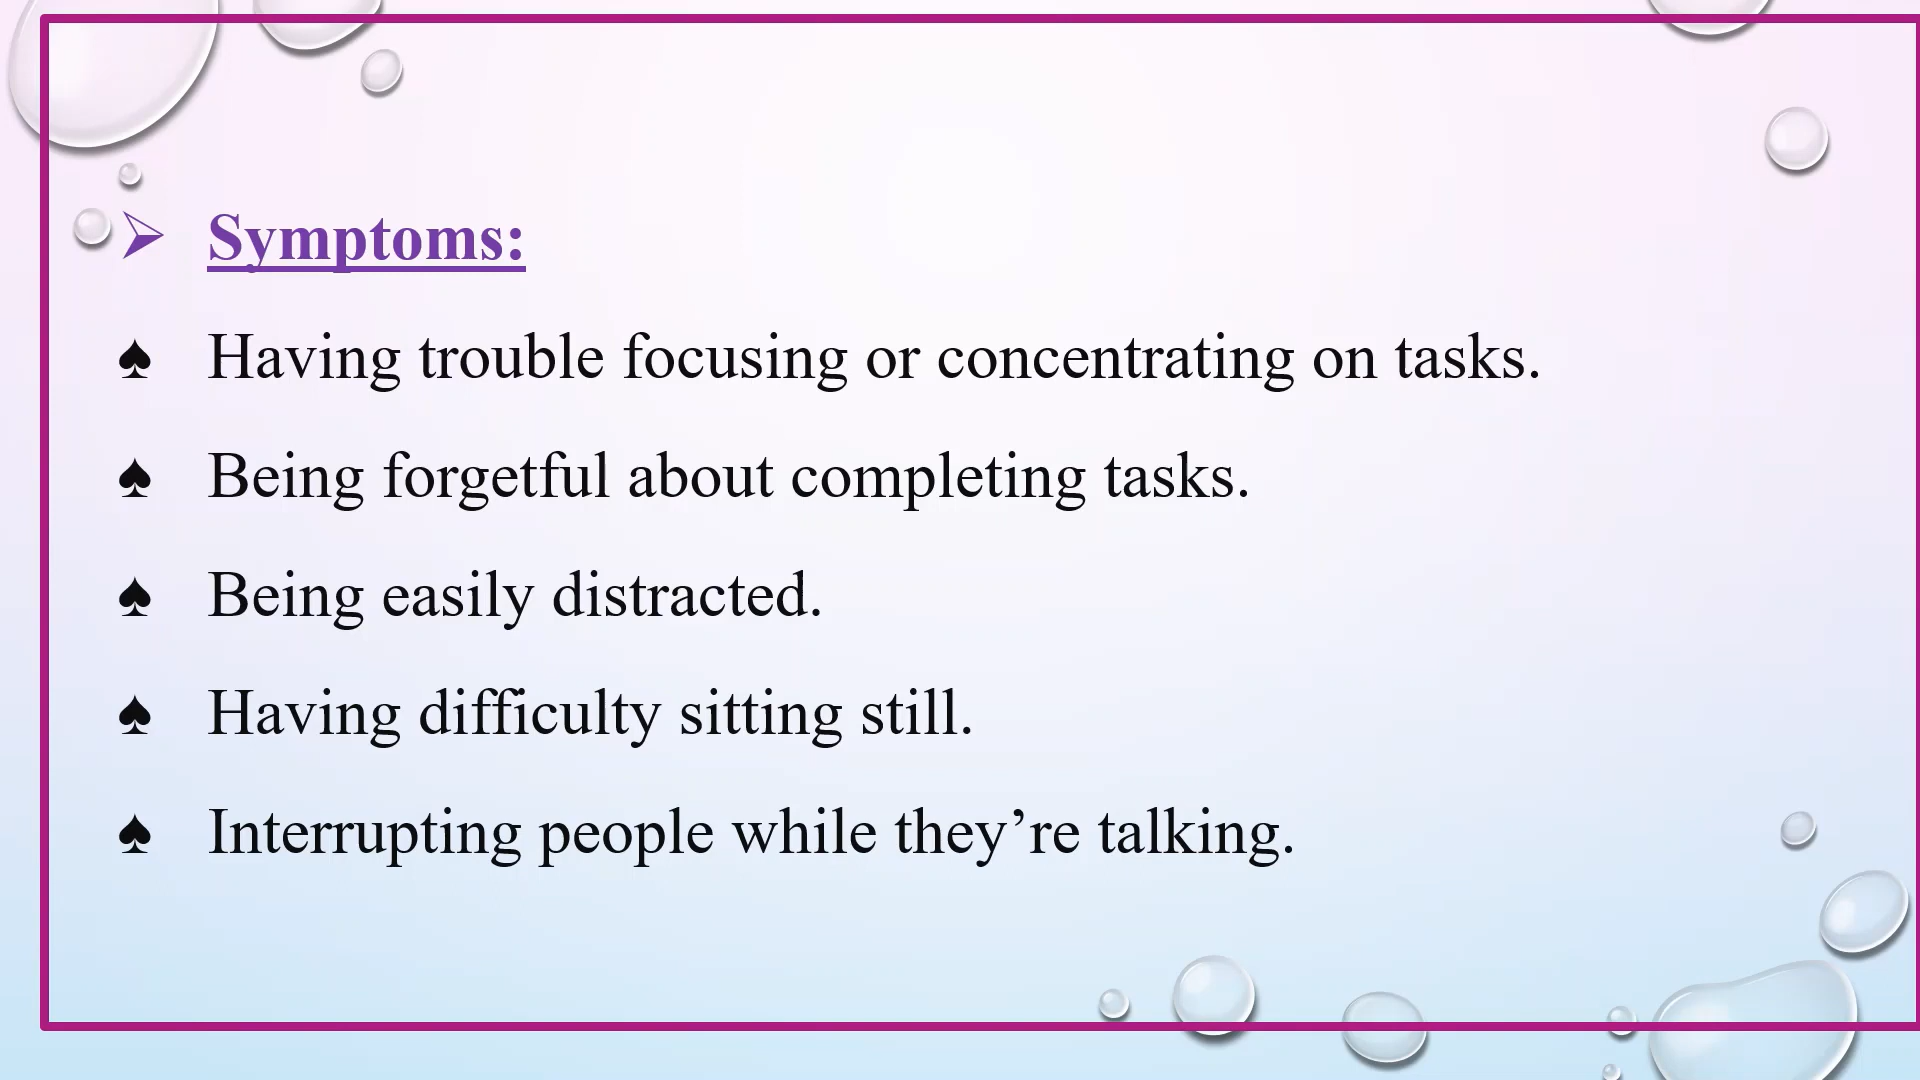 ➢ Symptoms:
♠ Having trouble focusing or concentrating on tasks.
♠ Being forgetful about completing tasks.
♠ Being easily distracted.
♠ Having difficulty sitting still.
♠ Interrupting people while they’re talking.